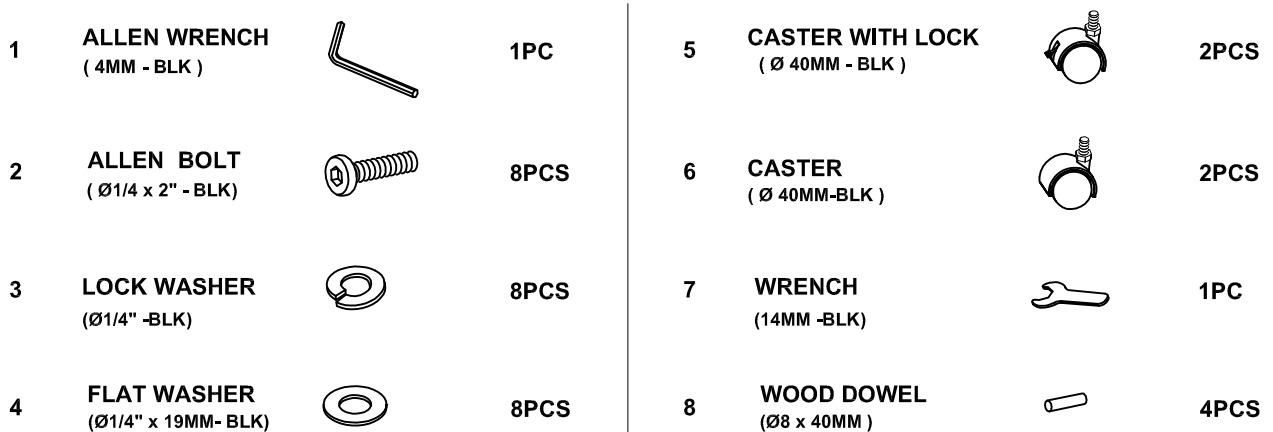 1 ALLEN WRENCH 1PC
( 4MM - BLK )
2 ALLEN BOLT 8PCS
( Ø1/4 x 2" - BLK)
3 LOCK WASHER 8PCS
(Ø1/4" -BLK)
4 FLAT WASHER 8PCS
(Ø1/4" x 19MM- BLK)
5 CASTER WITH LOCK 2PCS
( Ø 40MM - BLK )
6 CASTER 2PCS
( Ø 40MM-BLK )
7 WRENCH 1PC
(14MM -BLK)
8 WOOD DOWEL 4PCS
(Ø8 x 40MM )